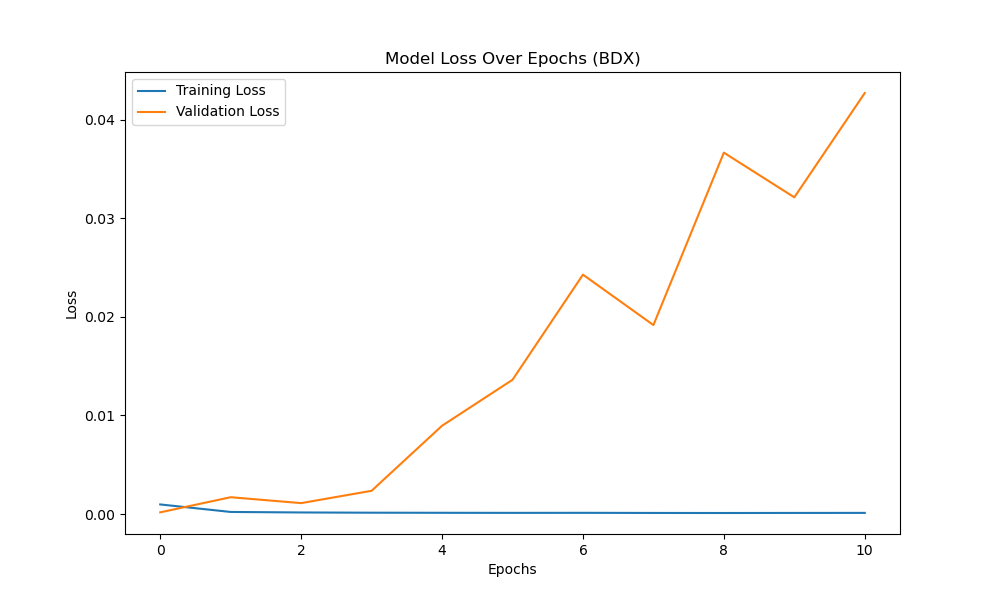 Model Loss Over Epochs (BDX)
Training Loss
Validation Loss
0.04
0.03
0.02
0.01
0.00
Loss
0 2 4 6 8 10
Epochs